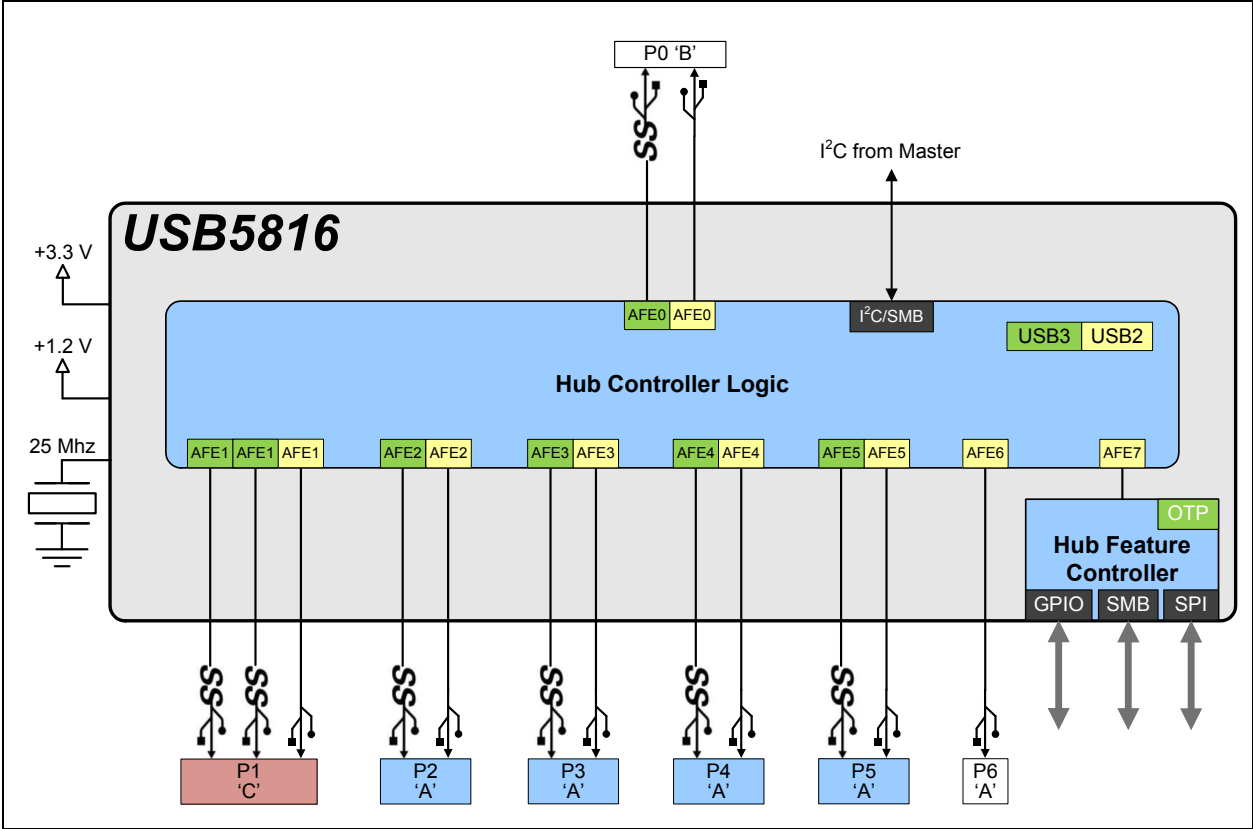 P0 ‘B’
SS
I²C from Master
USB5816
+3.3 V
+1.2 V
25 Mhz
AFE0 AFE0
I²C/SMB
USB3 USB2
Hub Controller Logic
AFE1 AFE1 AFE1 AFE2 AFE2 AFE3 AFE3 AFE4 AFE4 AFE5 AFE5 AFE6 AFE7
OTP
Hub Feature
Controller
GPIO SMB SPI
SS SS SS SS SS SS
P1 P2 P3 P4 P5 P6
‘C’ ‘A’ ‘A’ ‘A’ ‘A’ ‘A’